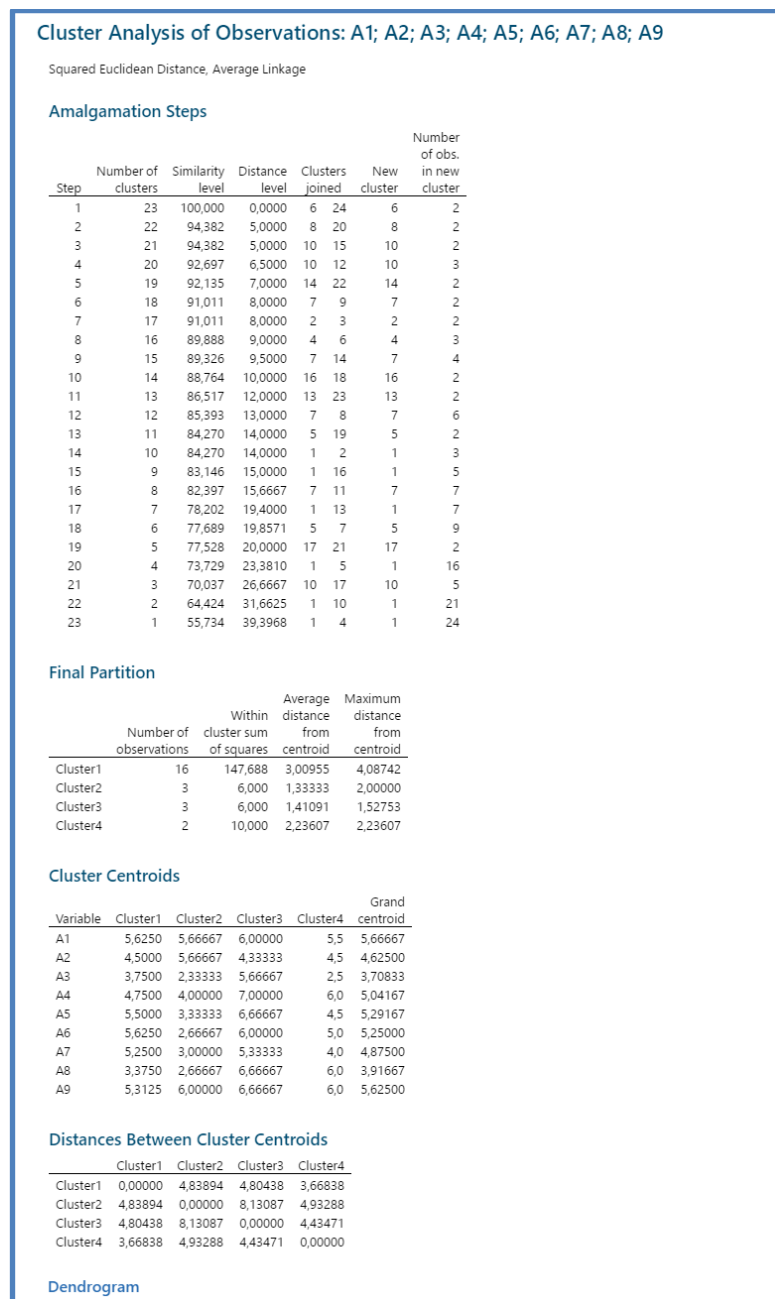 Cluster Analysis of Observations: A1; A2; A3; A4; A5; A6; A7; A8; A9
Squared Euclidean Distance, Average Linkage
Amalgamation Steps
Number
of obs.
Number of Similarity Distance Clusters New in new
Step clusters level level joined cluster cluster
1 23 100,000 0,0000 6 24 6 2
2 22 94,382 5,0000 8 20 8 2
3 21 94,382 5,0000 10 15 10 2
4 20 92,697 6,5000 10 12 10 3
5 19 92,135 7,0000 14 22 14 2
6 18 91,011 8,0000 7 9 7 2
7 17 91,011 8,0000 2 3 2 2
8 16 89,888 9,0000 4 6 4 3
9 15 89,326 9,5000 7 14 7 4
10 14 88,764 10,0000 16 18 16 2
11 13 86,517 12,0000 13 23 13 2
12 12 85,393 13,0000 7 8 7 6
13 11 84,270 14,0000 5 19 5 2
14 10 84,270 14,0000 1 2 1 3
15 9 83,146 15,0000 1 16 1 5
16 8 82,397 15,6667 7 11 7 7
17 7 78,202 19,4000 1 13 1 7
18 6 77,689 19,8571 5 7 5 9
19 5 77,528 20,0000 17 21 17 2
20 4 73,729 23,3810 1 5 1 16
21 3 70,037 26,6667 10 17 10 5
22 2 64,424 31,6625 1 10 1 21
23 1 55,734 39,3968 1 4 1 24
Final Partition
Average Maximum
Within distance distance
Number of cluster sum from from
observations of squares centroid centroid
Cluster1 16 147,688 3,00955 4,08742
Cluster2 3 6,000 1,33333 2,00000
Cluster3 3 6,000 1,41091 1,52753
Cluster4 2 10,000 2,23607 2,23607
Cluster Centroids
Grand
Variable Cluster1 Cluster2 Cluster3 Cluster4 centroid
A1 5,6250 5,66667 6,00000 5,5 5,66667
A2 4,5000 5,66667 4,33333 4,5 4,62500
A3 3,7500 2,33333 5,66667 2,5 3,70833
A4 4,7500 4,00000 7,00000 6,0 5,04167
A5 5,5000 3,33333 6,66667 4,5 5,29167
A6 5,6250 2,66667 6,00000 5,0 5,25000
A7 5,2500 3,00000 5,33333 4,0 4,87500
A8 3,3750 2,66667 6,66667 6,0 3,91667
A9 5,3125 6,00000 6,66667 6,0 5,62500
Distances Between Cluster Centroids
Cluster1 Cluster2 Cluster3 Cluster4
Cluster1 0,00000 4,83894 4,80438 3,66838
Cluster2 4,83894 0,00000 8,13087 4,93288
Cluster3 4,80438 8,13087 0,00000 4,43471
Cluster4 3,66838 4,93288 4,43471 0,00000
Dendrogram